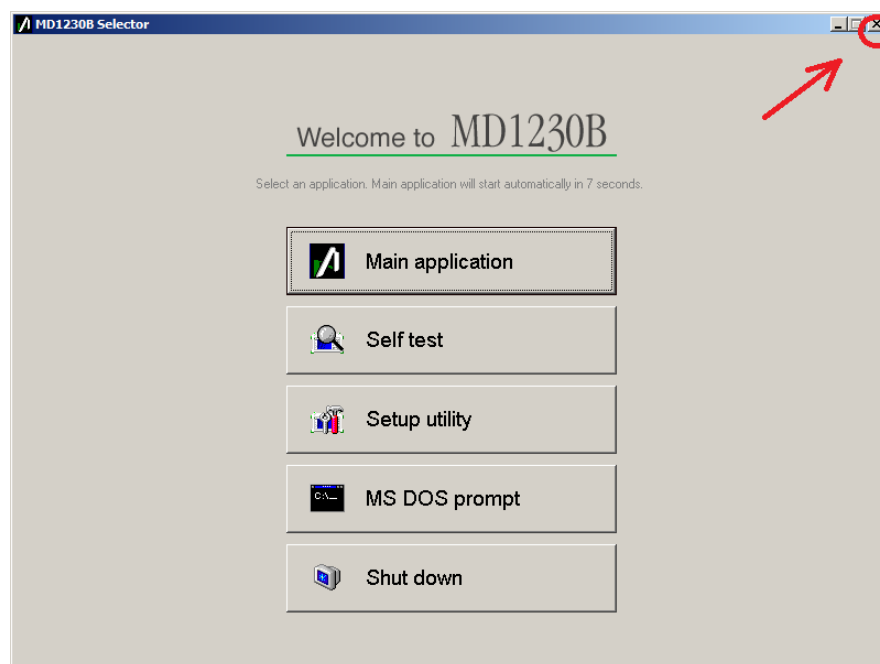 MD1230B Selector
Welcome to MD1230B
Select an application. Main application will start automatically in 7 seconds.
Main application
Self test
Setup utility
C:\_
MS DOS prompt
Shut down